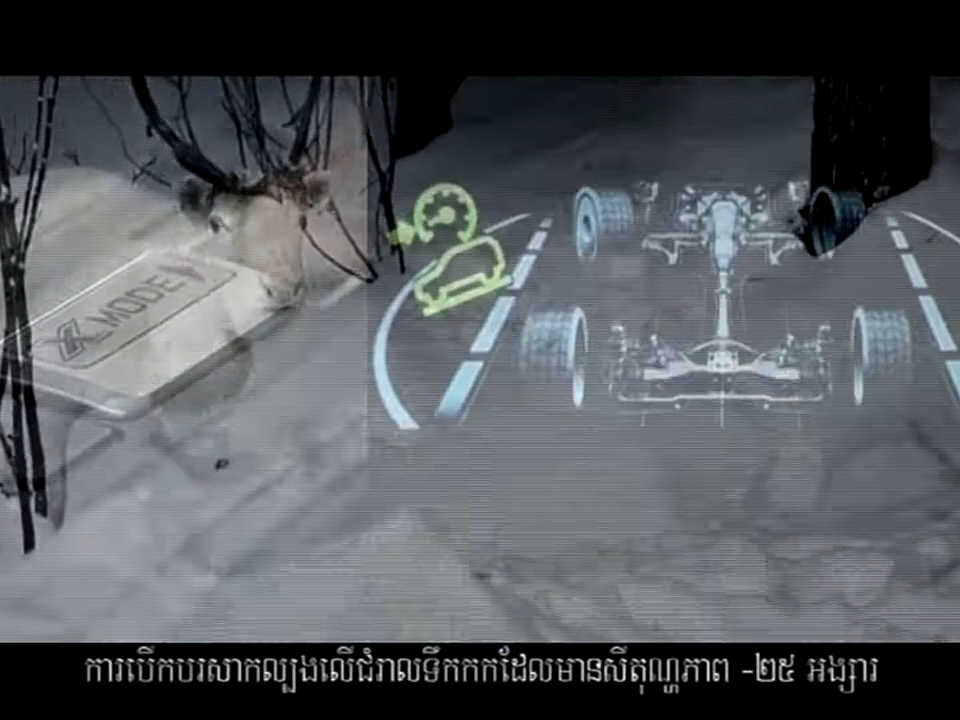 X MODE
ការបើកបរសាកល្បងលើជំរាលទឹកកកដែលមានសីតុណ្ហភាព -២៥ អង្សារ